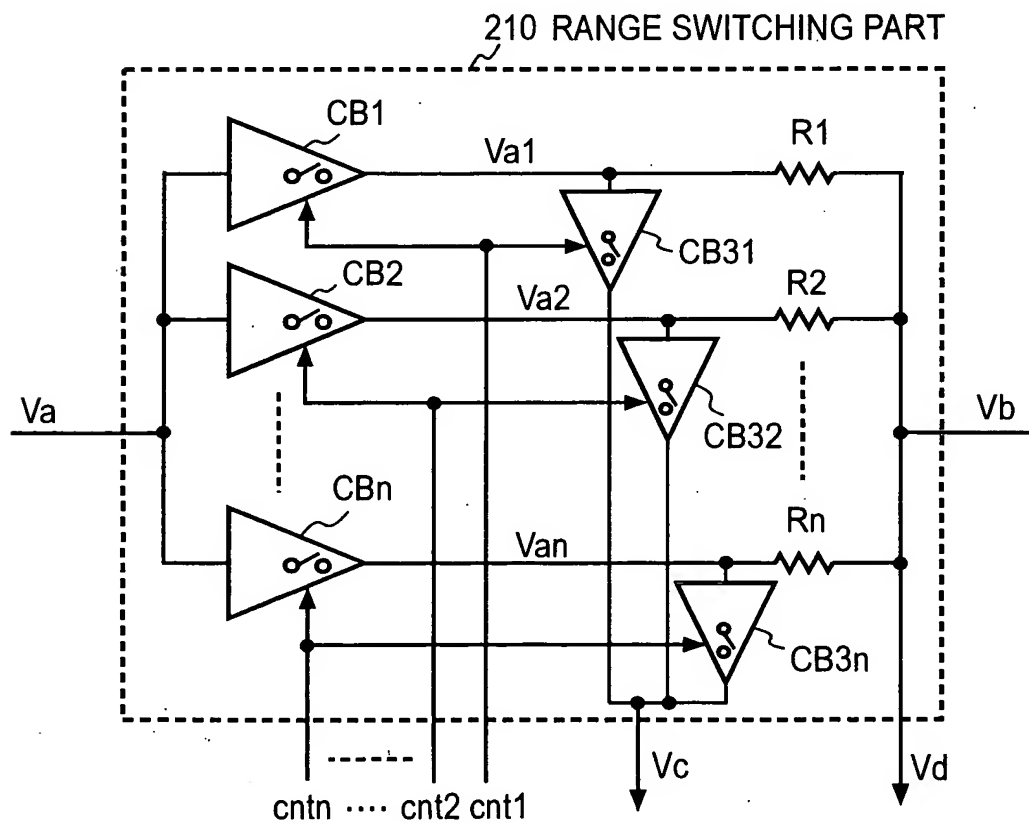 210 RANGE SWITCHING PART
CB1
Va1
R1
CB31
CB2
Va2
R2
Va
CB32
Vb
CBn
Van
Rn
CB3n
Vc
Vd
cntn ···· cnt2 cnt1